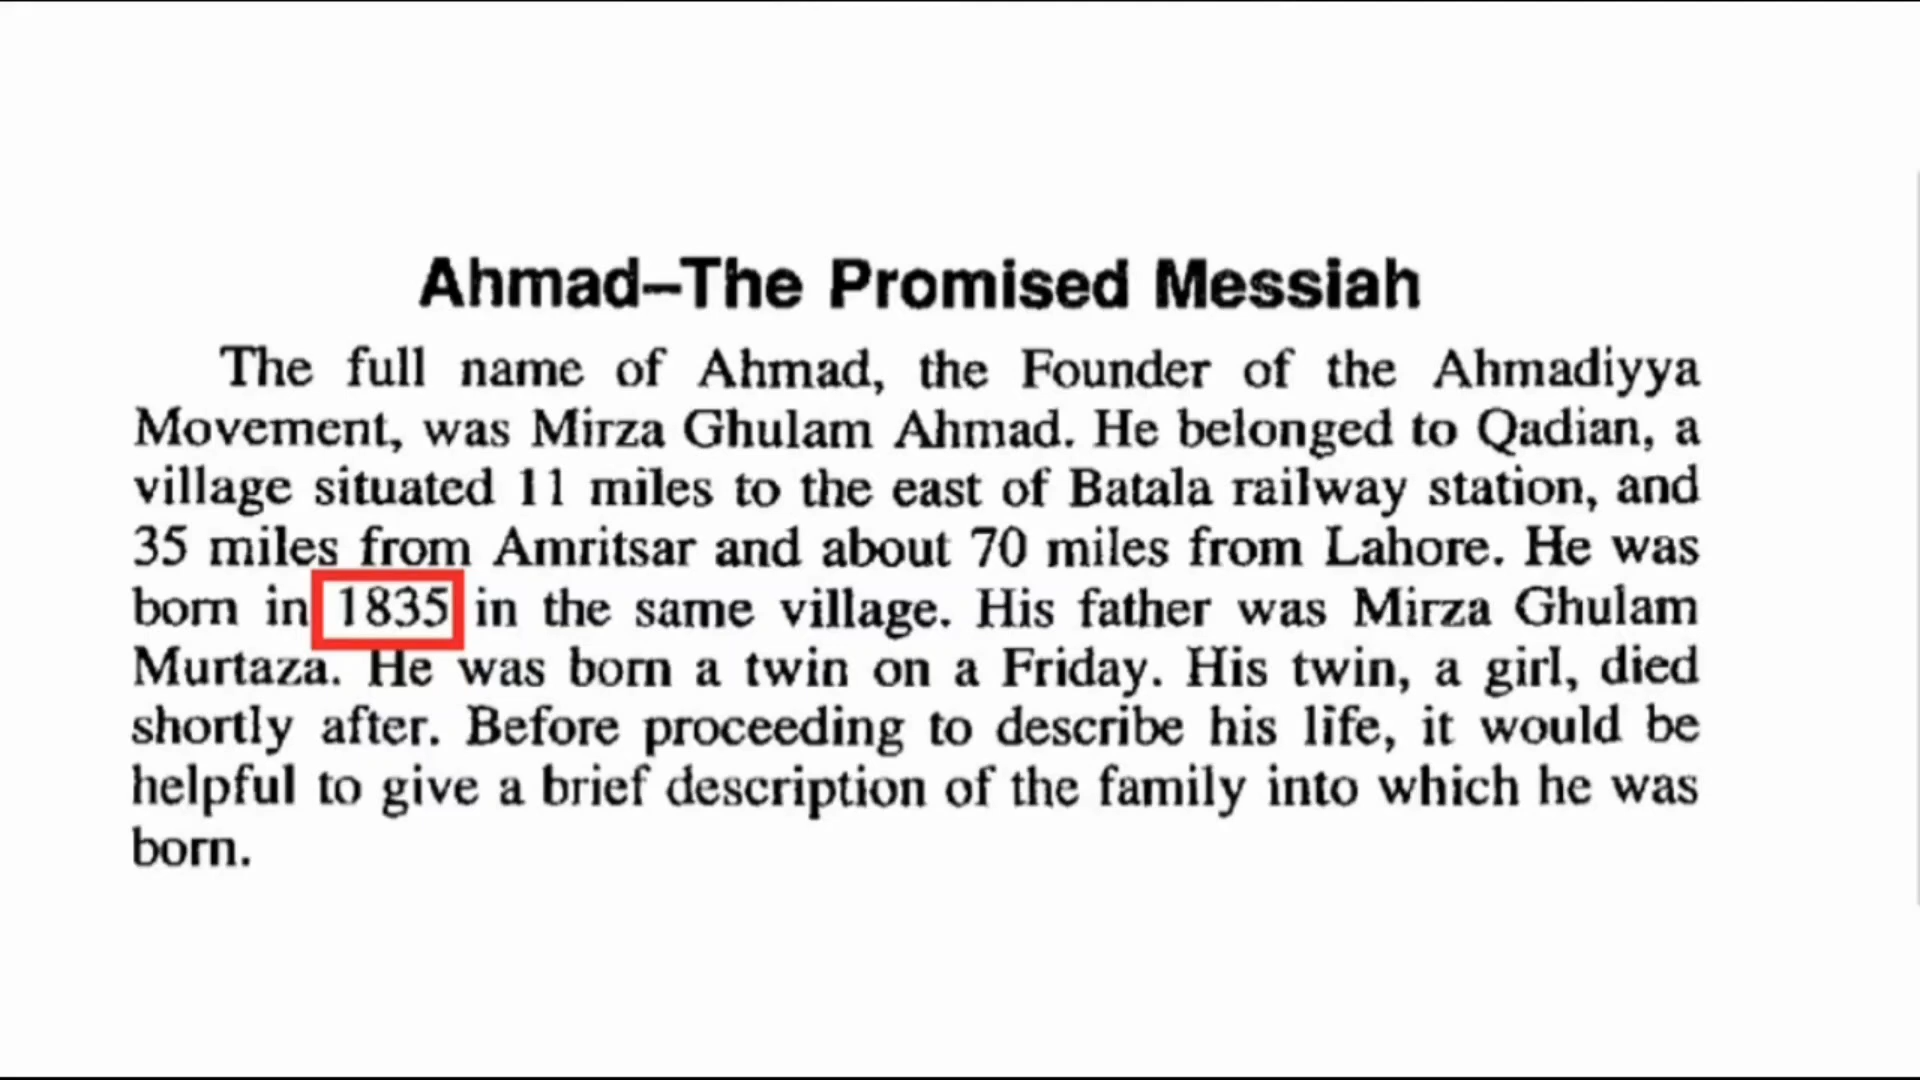 Ahmad–The Promised Messiah
The full name of Ahmad, the Founder of the Ahmadiyya
Movement, was Mirza Ghulam Ahmad. He belonged to Qadian, a
village situated 11 miles to the east of Batala railway station, and
35 miles from Amritsar and about 70 miles from Lahore. He was
born in 1835 in the same village. His father was Mirza Ghulam
Murtaza. He was born a twin on a Friday. His twin, a girl, died
shortly after. Before proceeding to describe his life, it would be
helpful to give a brief description of the family into which he was
born.